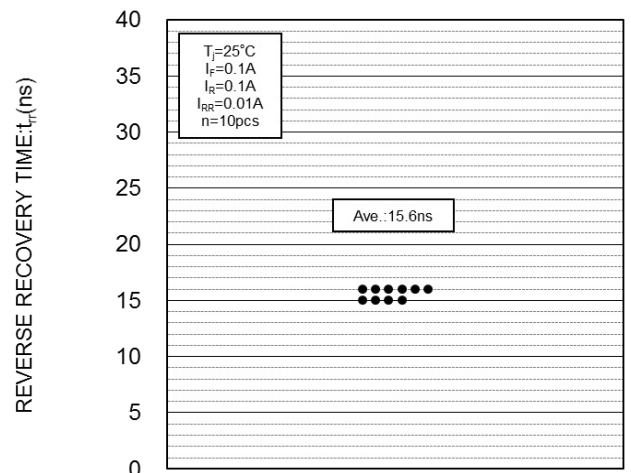 REVERSE RECOVERY TIME:trr(ns)
40
35
30
25
20
15
10
5
0
Tj=25°C
IF=0.1A
IR=0.1A
IRR=0.01A
n=10pcs
Ave.:15.6ns